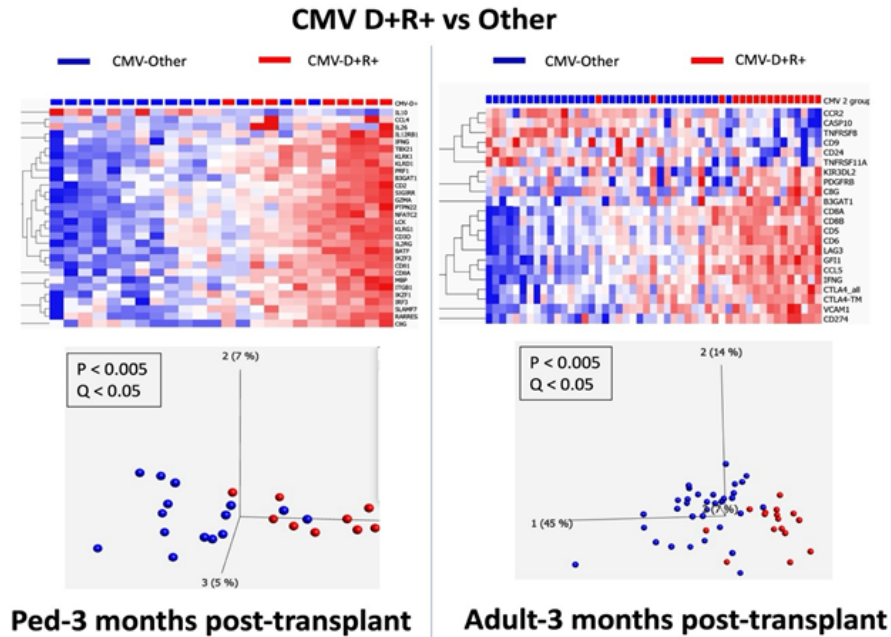 CMV D+R+ vs Other
CMV-Other
CMV-D+R+
CMV-D+
IL10
CCL4
IL26
IL12RB1
IFNG
TBX21
KLRK1
KLRD1
PRF1
B3GAT1
CD2
SIGIRR
GZMA
PTPN22
NFATC2
LCK
KLRG1
CD3D
IL2RG
BATF
IKZF3
CDH1
CD8A
MBP
ITGB1
IKZF1
IRF3
SLAMF7
RARRES
P < 0.005
Q < 0.05
2 (7 %)
3 (5 %)
Ped-3 months post-transplant
CMV-Other
CMV-D+R+
CMV 2 group
CCR2
CASP10
TNFRSF8
CD9
CD24
TNFRSF11A
KIR3DL2
PDGFRB
C8G
B3GAT1
CD8A
CD8B
CD5
CD6
LAG3
GFI1
CCL5
IFNG
CTLA4_all
CTLA4-TM
VCAM1
CD274
P < 0.005
Q < 0.05
2 (14 %)
1 (45 %)
(7 %)
Adult-3 months post-transplant